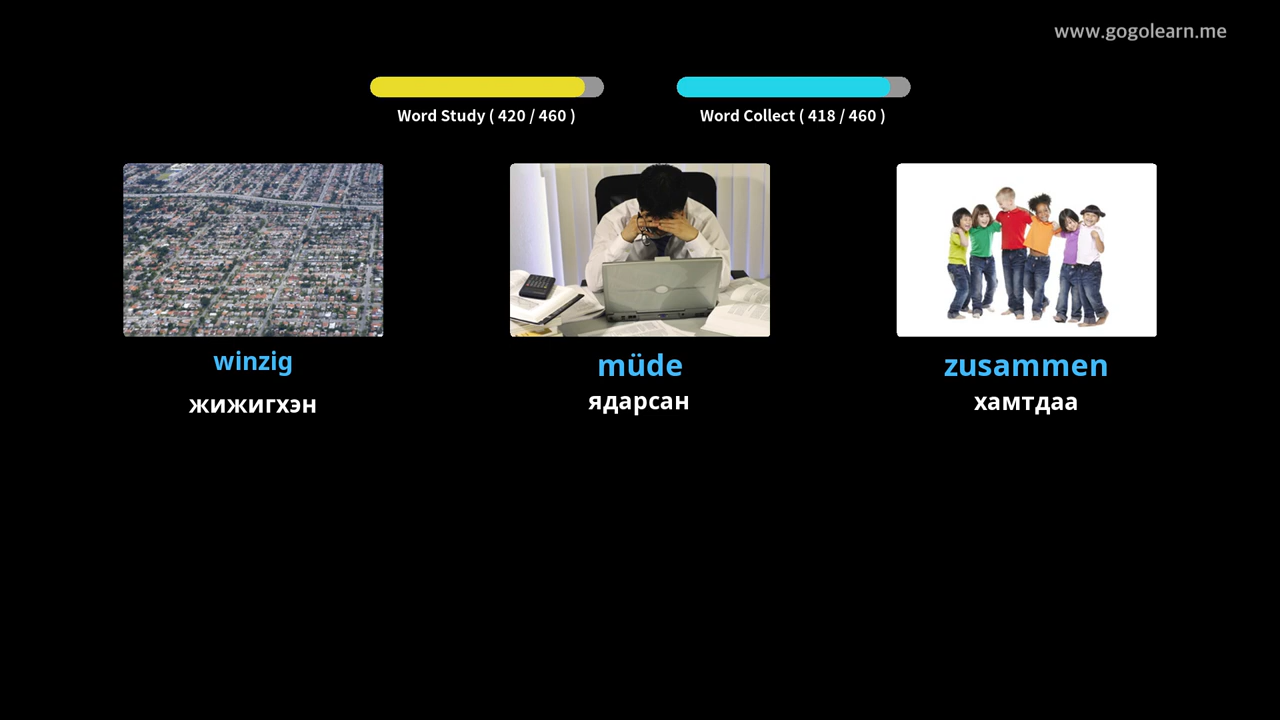 www.gogolearn.me
Word Study ( 420 / 460 )
Word Collect ( 418 / 460 )
winzig
müde
zusammen
жижигхэн
ядарсан
хамтдаа